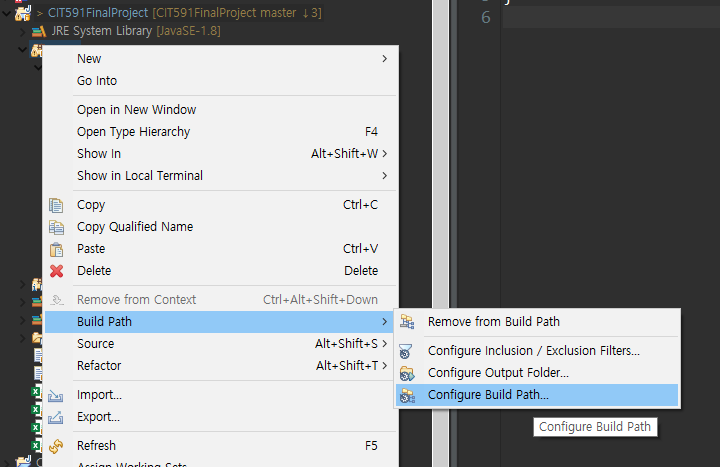 > CIT591FinalProject [CIT591FinalProject master ↓3]
6
JRE System Library [JavaSE-1.8]
New
Go Into
Open in New Window
Open Type Hierarchy F4
Show In Alt+Shift+W
Show in Local Terminal
Copy Ctrl+C
Copy Qualified Name
Paste Ctrl+V
Delete Delete
Remove from Context Ctrl+Alt+Shift+Down
Build Path
Source Alt+Shift+S
Refactor Alt+Shift+T
Import...
Export...
Refresh F5
Assign Working Sets
Remove from Build Path
Configure Inclusion / Exclusion Filters...
Configure Output Folder...
Configure Build Path...
Configure Build Path